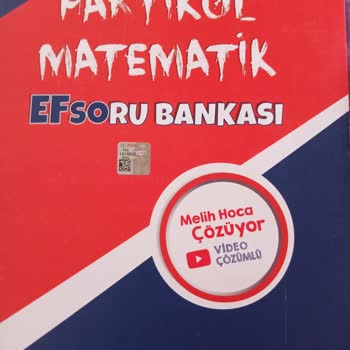 PARTİKÜL
MATEMATİK
EFSORU BANKASI
Melih Hoca
Çözüyor
VİDEO
ÇÖZÜMLÜ